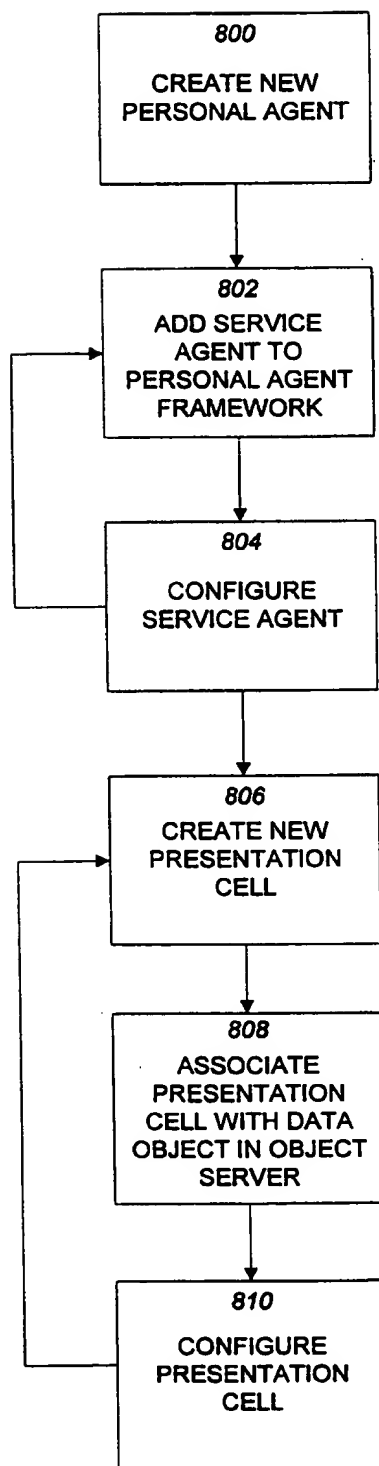 800
CREATE NEW
PERSONAL AGENT
802
ADD SERVICE
AGENT TO
PERSONAL AGENT
FRAMEWORK
804
CONFIGURE
SERVICE AGENT
806
CREATE NEW
PRESENTATION
CELL
808
ASSOCIATE
PRESENTATION
CELL WITH DATA
OBJECT IN OBJECT
SERVER
810
CONFIGURE
PRESENTATION
CELL